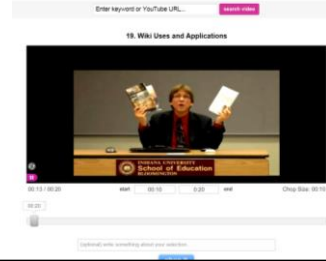 Enter keyword or YouTube URL... search video
19. Wiki Uses and Applications
INDIANA UNIVERSITY
School of Education
BLOOMINGTON
00:13 / 00:20 start 00:10 0:20 end Chop Size: 00:10
00:20
(optional) write something about your selection...